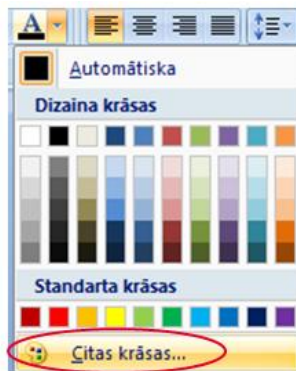 A
Automātiska
Dizaina krāsas
Standarta krāsas
Citas krāsas...